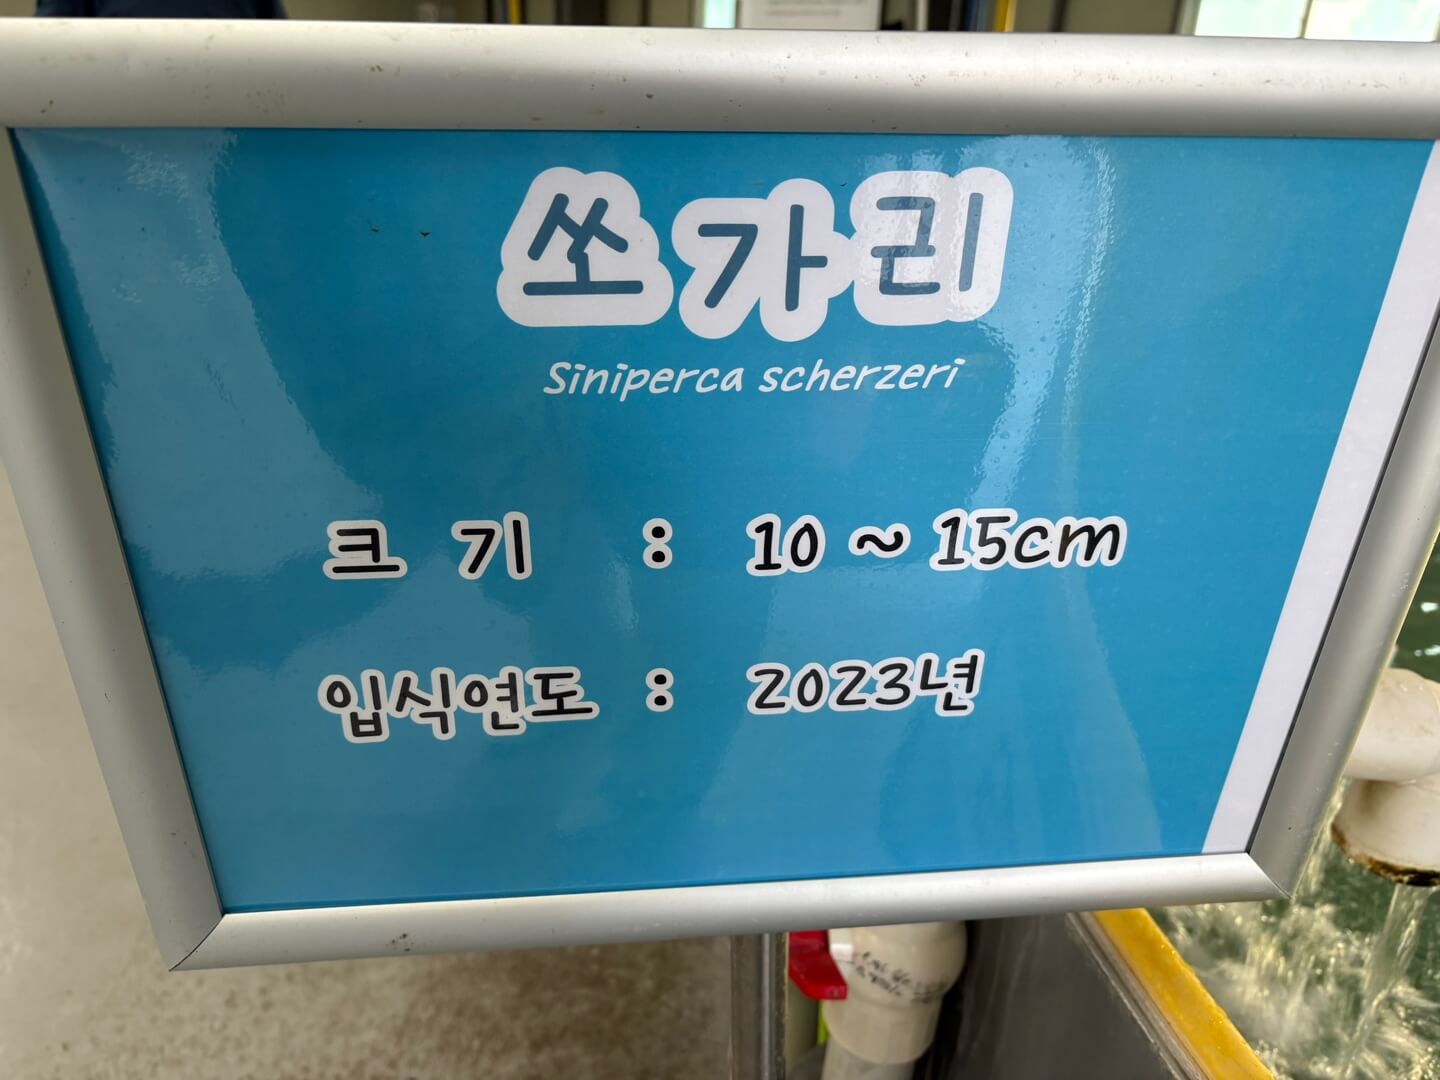 쏘가리
Siniperca scherzeri
크 기 : 10 ~ 15cm
입식연도 : 2023년